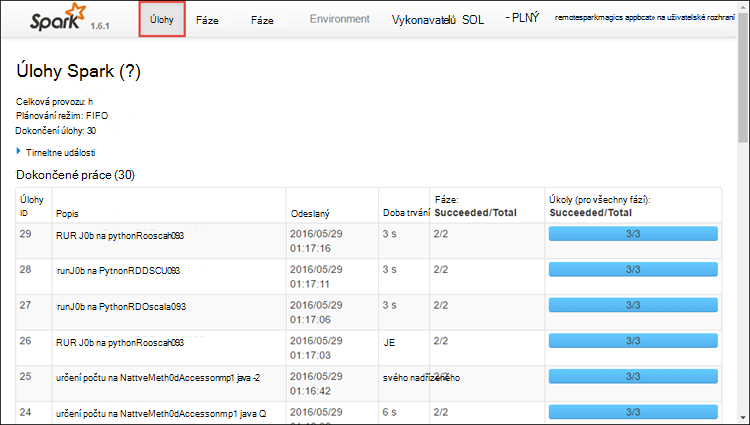 Spark 1.6.1 Úlohy Fáze Fáze Environment Vykonavatelů SOL - PLNÝ remotesparkmagics appbcat» na uživatelské rozhraní
Úlohy Spark (?)
Celková provozu: h
Plánování režim: FIFO
Dokončení úlohy: 30
Tirneltne události
Dokončené práce (30)
Úlohy ID Popis Odeslaný Doba trvání Fáze: Succeeded/Total Úkoly (pro všechny fází): Succeeded/Total
29 RUR J0b na pythonRooscah093 2016/05/29 01:17:16 3 s 2/2 3/3
28 runJ0b na PytnonRDDSCU093 2016/05/29 01:17:11 3 s 2/2 3/3
27 runJ0b na PytnonRDOscala093 2016/05/29 01:17:06 3 s 2/2 3/3
26 RUR J0b na pythonRooscah093 2016/05/29 01:17:03 JE 2/2 3/3
25 určení počtu na NattveMeth0dAccessonmp1 java -2 2016/05/29 01:16:42 svého nadřízeného 2/2 3/3
24 určení počtu na NattveMeth0dAccessonmp1 java Q 2016/05/29 6 s 2/2 3/3